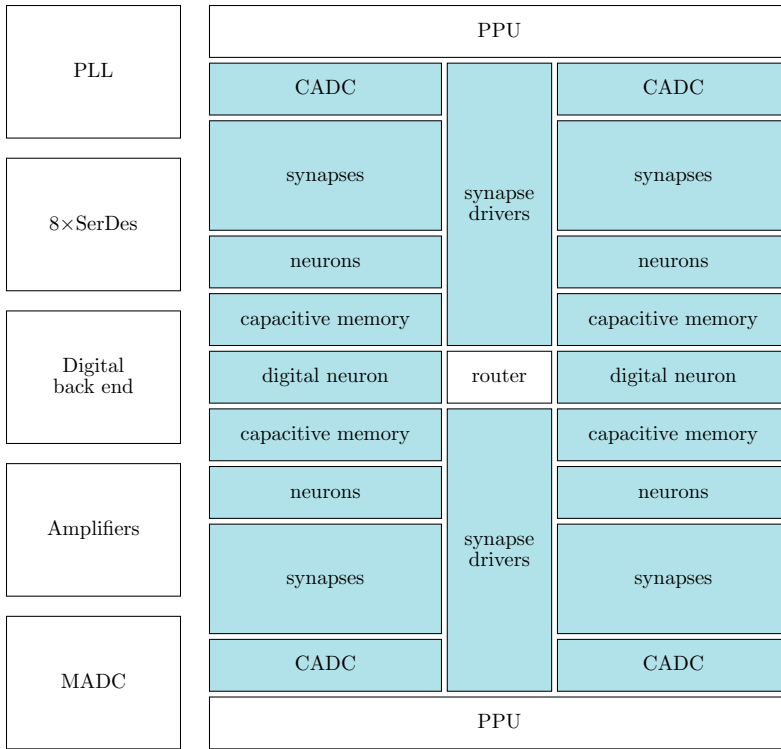 PLL
8×SerDes
Digital
back end
Amplifiers
MADC
PPU
CADC
synapses
neurons
capacitive memory
digital neuron
capacitive memory
neurons
synapses
CADC
synapse
drivers
router
synapse
drivers
CADC
synapses
neurons
capacitive memory
digital neuron
capacitive memory
neurons
synapses
CADC
PPU